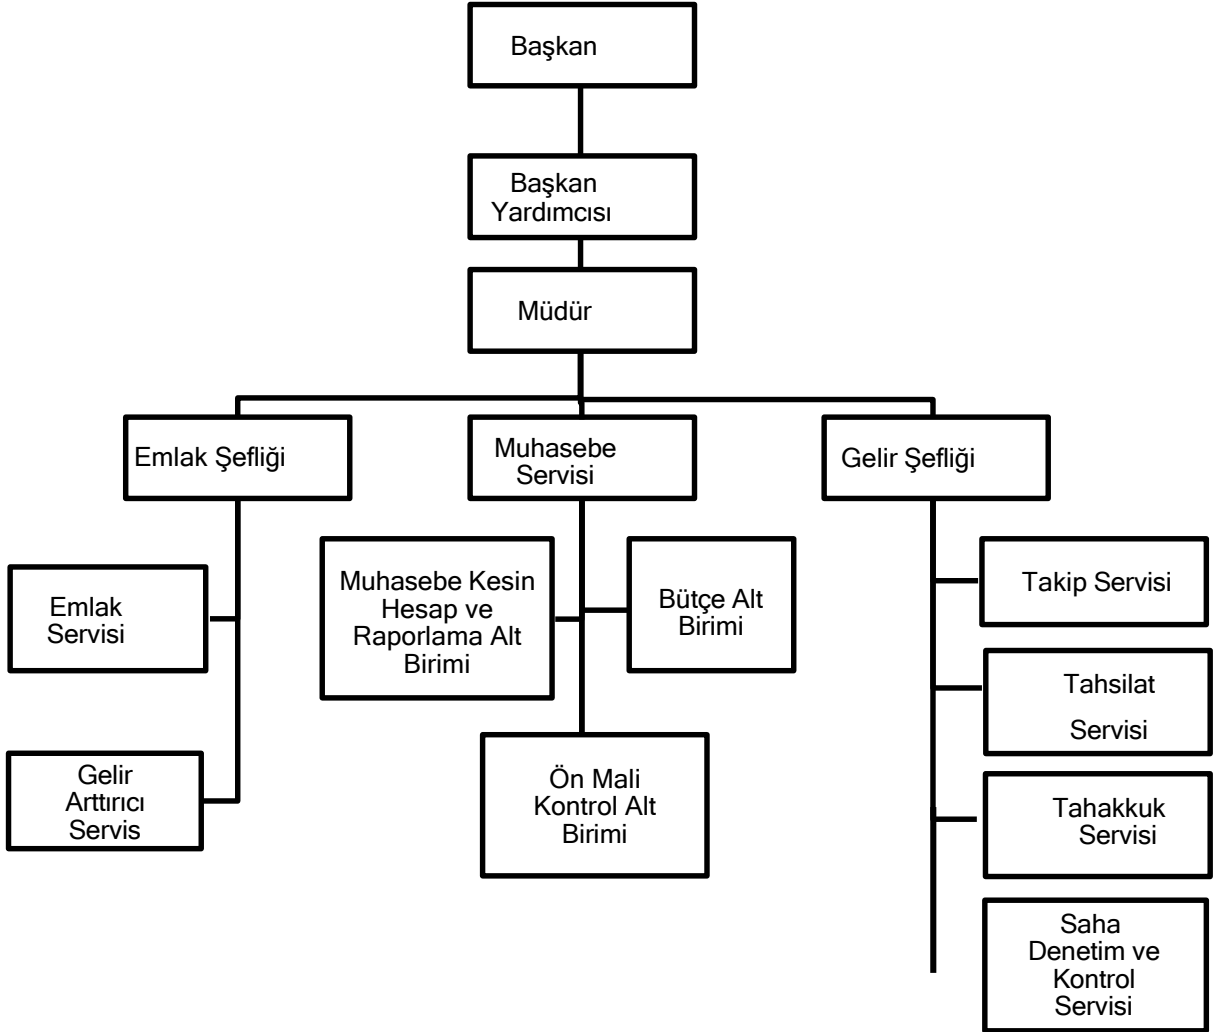 Başkan
Başkan
Yardımcısı
Müdür
Emlak Şefliği
Muhasebe
Servisi
Gelir Şefliği
Emlak
Servisi
Gelir
Arttırıcı
Servis
Muhasebe Kesin
Hesap ve
Raporlama Alt
Birimi
Bütçe Alt
Birimi
Ön Mali
Kontrol Alt
Birimi
Takip Servisi
Tahsilat
Servisi
Tahakkuk
Servisi
Saha
Denetim ve
Kontrol
Servisi